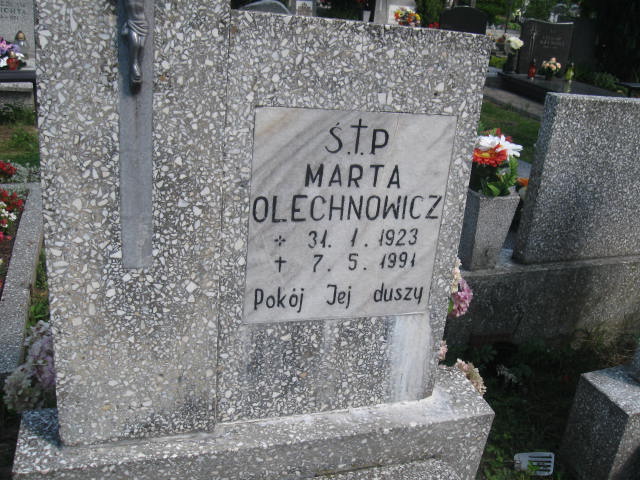 Ś.†.P
MARTA
OLECHNOWICZ
✢ 31. 1. 1923
† 7. 5. 1991
Pokój Jej duszy